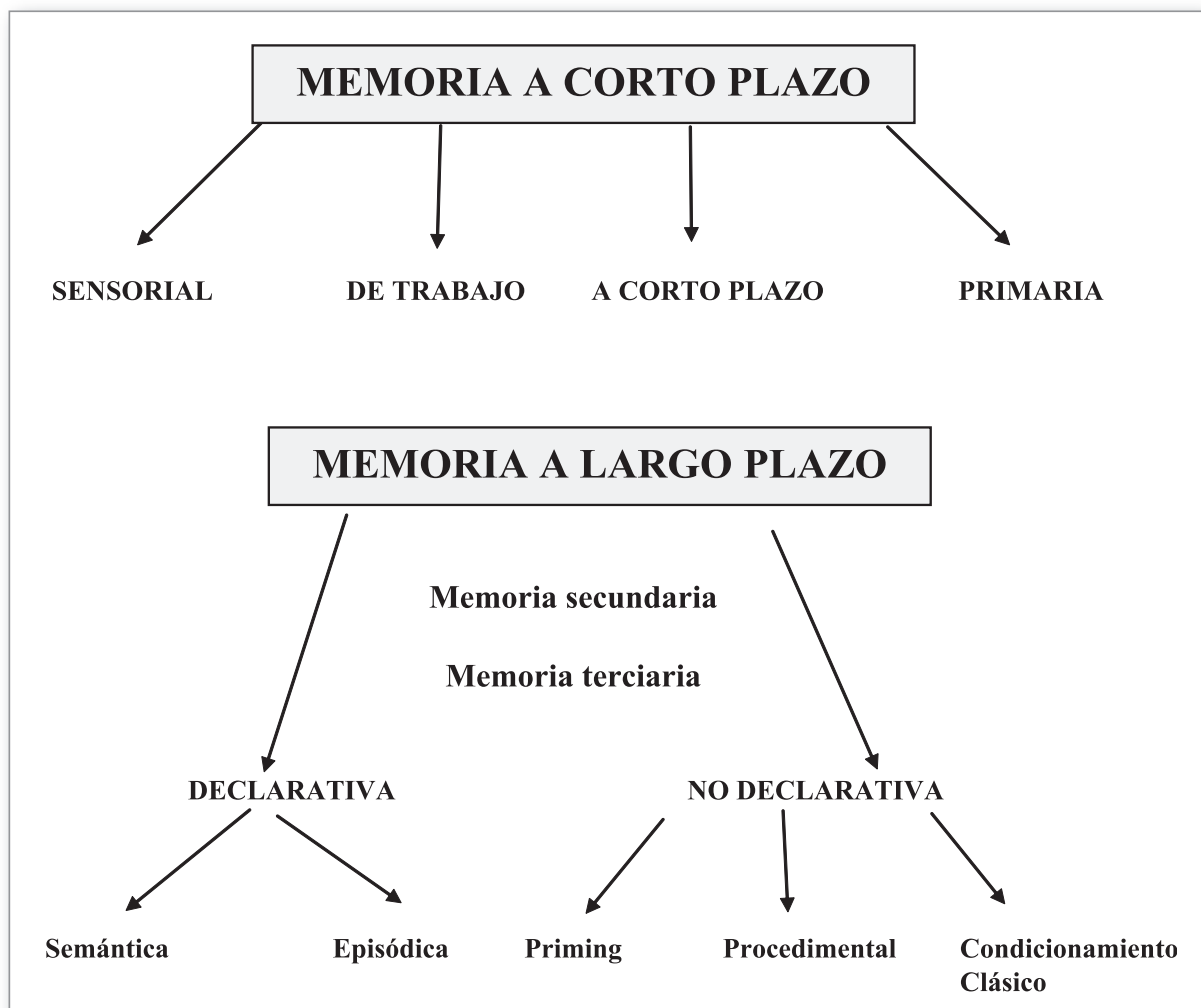 MEMORIA A CORTO PLAZO
SENSORIAL DE TRABAJO A CORTO PLAZO PRIMARIA
MEMORIA A LARGO PLAZO
Memoria secundaria
Memoria terciaria
DECLARATIVA NO DECLARATIVA
Semántica Episódica Priming Procedimental Condicionamiento
Clásico